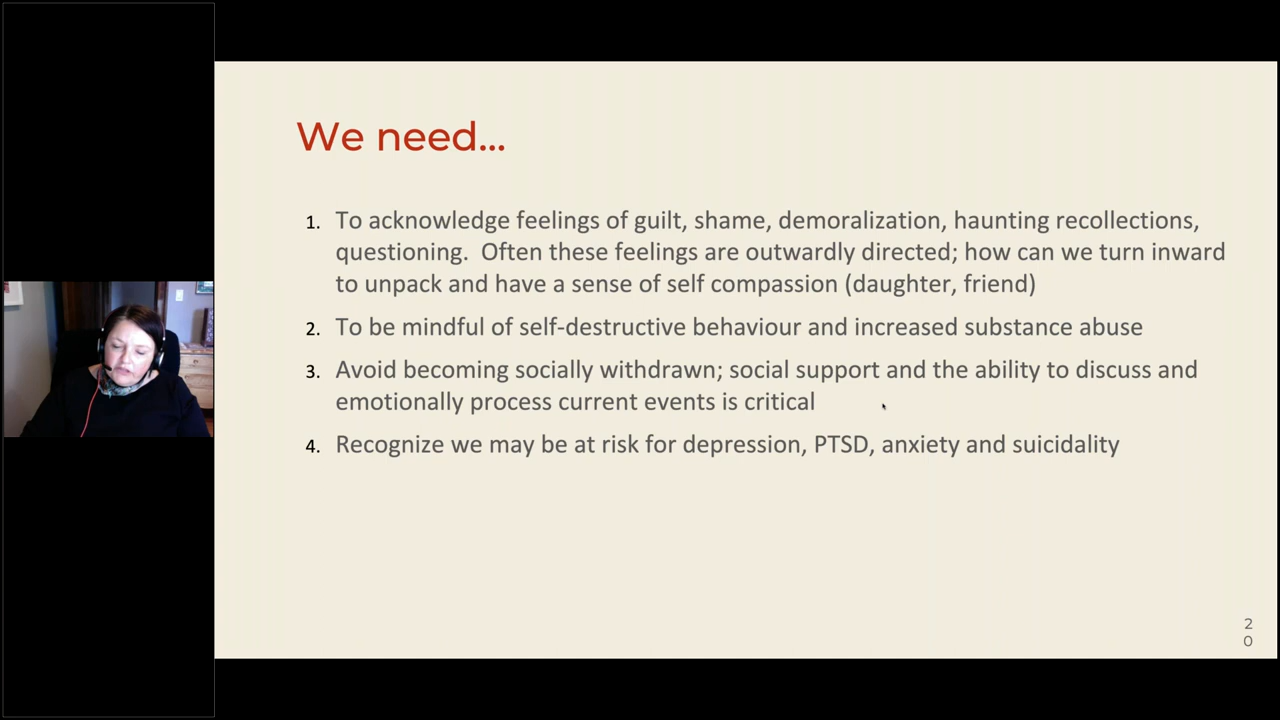 We need...
1. To acknowledge feelings of guilt, shame, demoralization, haunting recollections,
questioning.  Often these feelings are outwardly directed; how can we turn inward
to unpack and have a sense of self compassion (daughter, friend)
2. To be mindful of self-destructive behaviour and increased substance abuse
3. Avoid becoming socially withdrawn; social support and the ability to discuss and
emotionally process current events is critical
4. Recognize we may be at risk for depression, PTSD, anxiety and suicidality
2
0